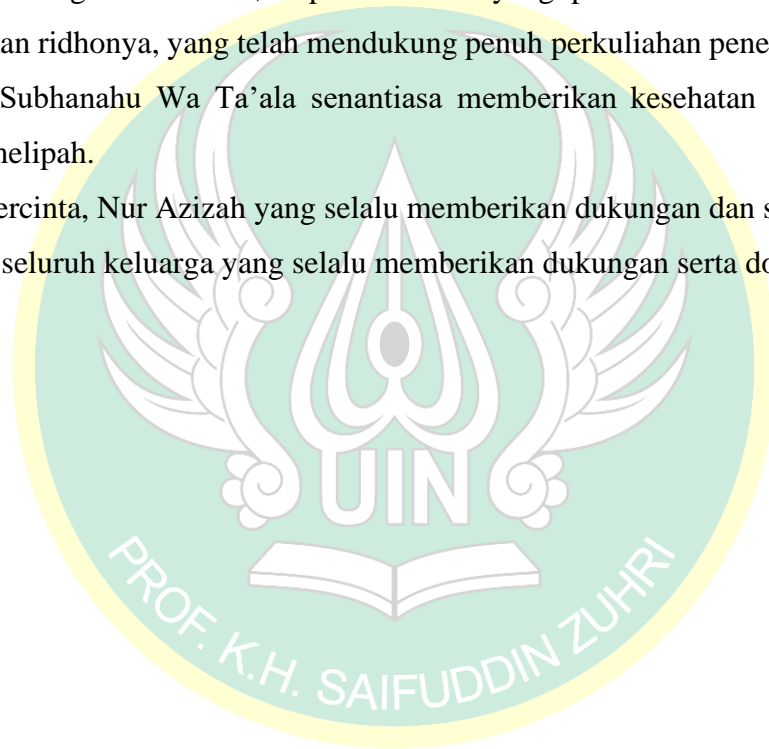 an ridhonya, yang telah mendukung penuh perkuliahan pene
Subhanahu Wa Ta’ala senantiasa memberikan kesehatan
melipah.
ercinta, Nur Azizah yang selalu memberikan dukungan dan s
seluruh keluarga yang selalu memberikan dukungan serta do
UIN
PROF. K.H. SAIFUDDIN ZUHRI